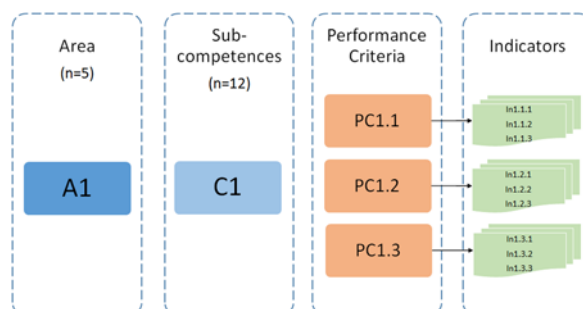 Area
(n=5)
A1
Sub-
competences
(n=12)
C1
Performance
Criteria
PC1.1
PC1.2
PC1.3
Indicators
In1.1.1
In1.1.2
In1.1.3
In1.2.1
In1.2.2
In1.2.3
In1.3.1
In1.3.2
In1.3.3